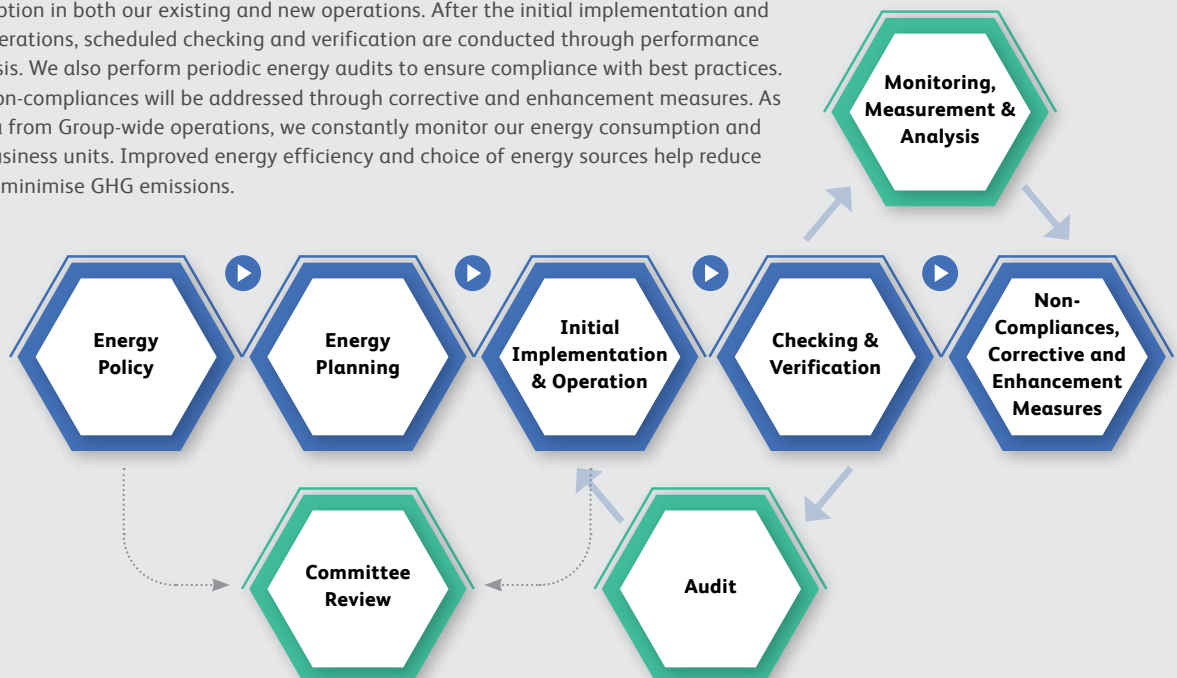 ption in both our existing and new operations. After the initial implementation and
erations, scheduled checking and verification are conducted through performance
sis. We also perform periodic energy audits to ensure compliance with best practices.
on-compliances will be addressed through corrective and enhancement measures. As
from Group-wide operations, we constantly monitor our energy consumption and
usiness units. Improved energy efficiency and choice of energy sources help reduce
minimise GHG emissions.
Monitoring,
Measurement &
Analysis
Energy
Policy
Energy
Planning
Initial
Implementation
& Operation
Checking &
Verification
Non-
Compliances,
Corrective and
Enhancement
Measures
Committee
Review
Audit